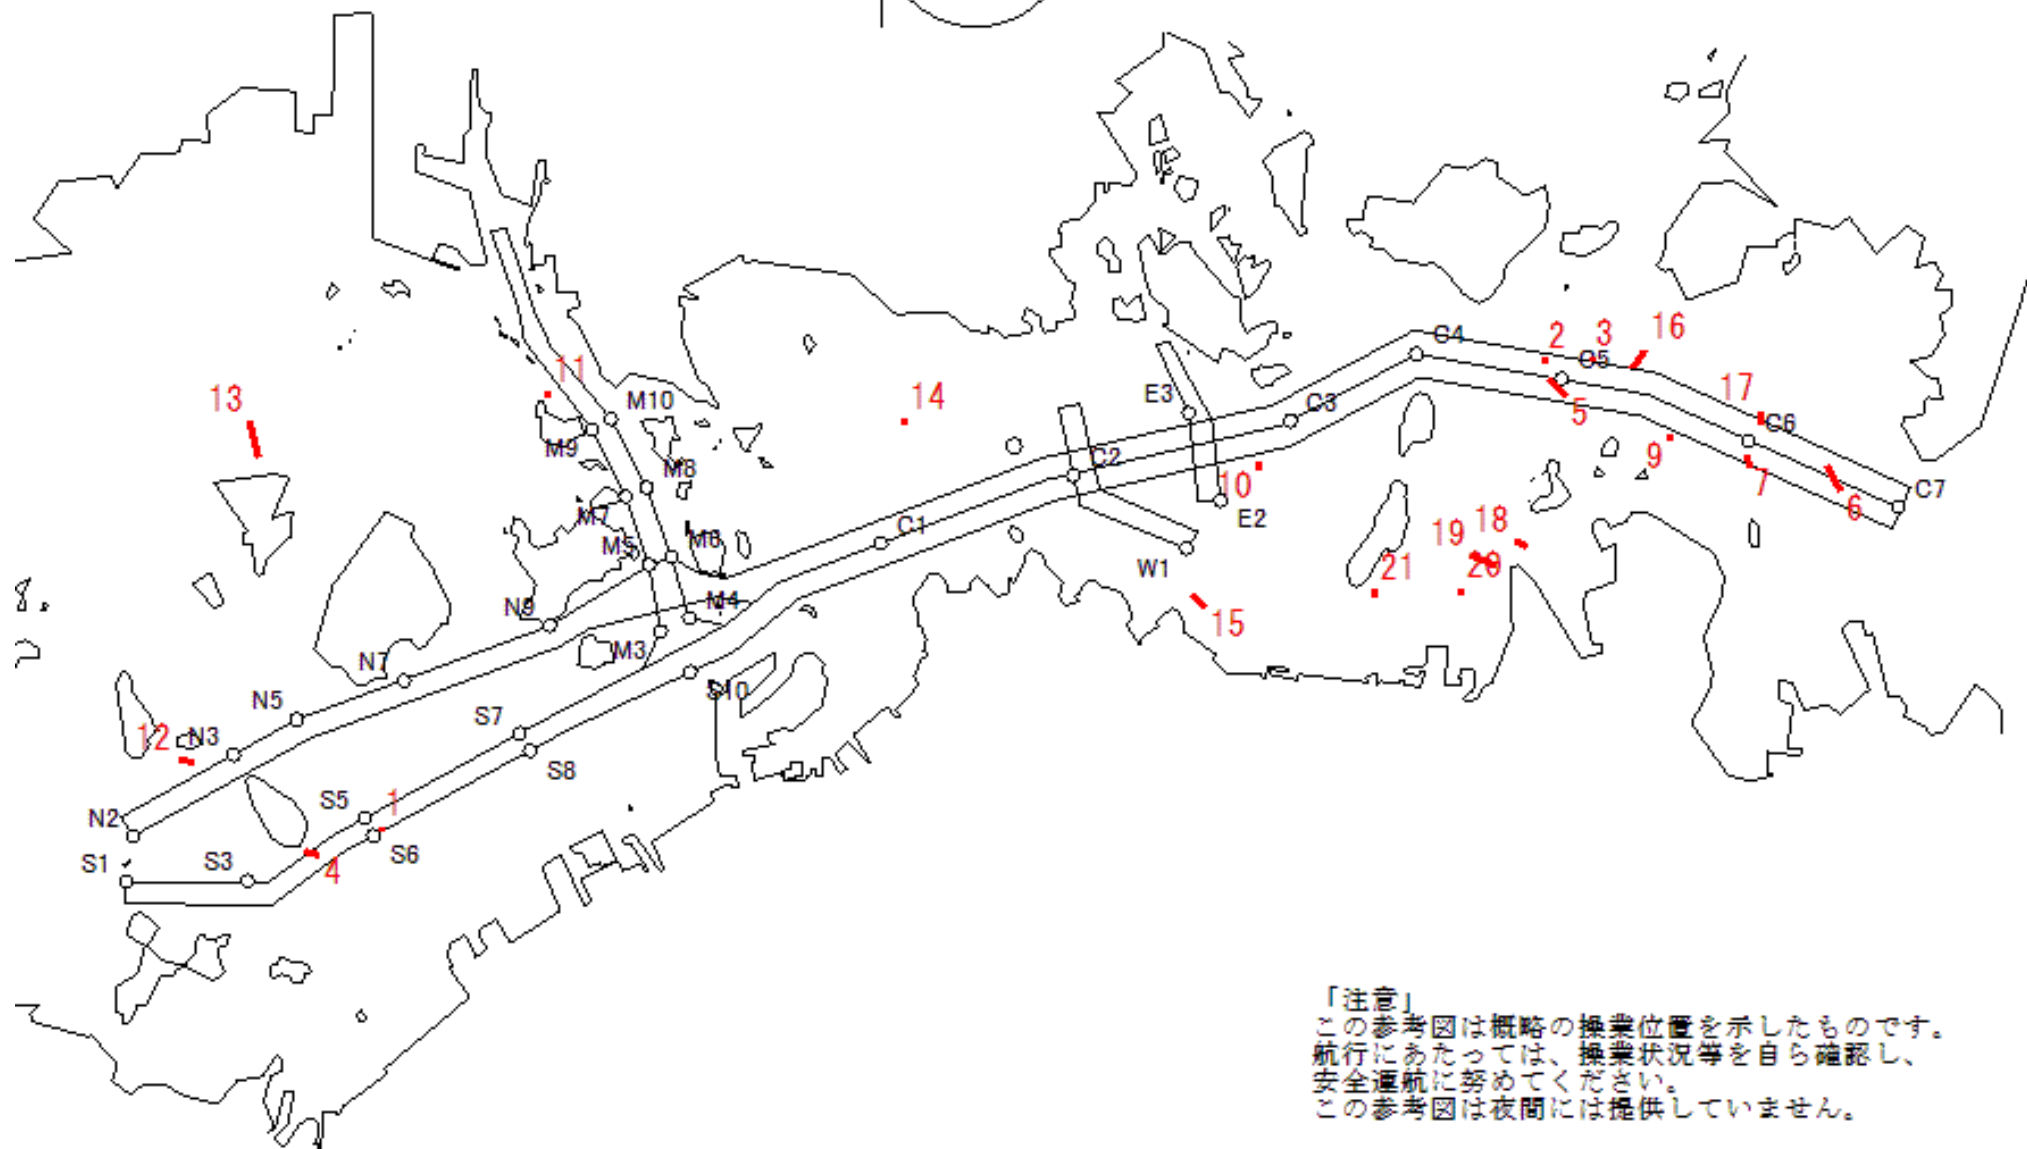 C4
2
3
16
C5
11
E3
M10
13
14
C3
5
17
C6
M9
C2
M8
10
9
7
6
C7
M7
C1
E2
19
18
M5
M6
W1
21
20
N9
M4
15
M3
N7
S10
N5
S7
12
N3
S8
S5
1
N2
S6
S1
S3
4
「注意」
この参考図は概略の操業位置を示したものです。
航行にあたっては、操業状況等を自ら確認し、
安全運航に努めてください。
この参考図は夜間には提供していません。